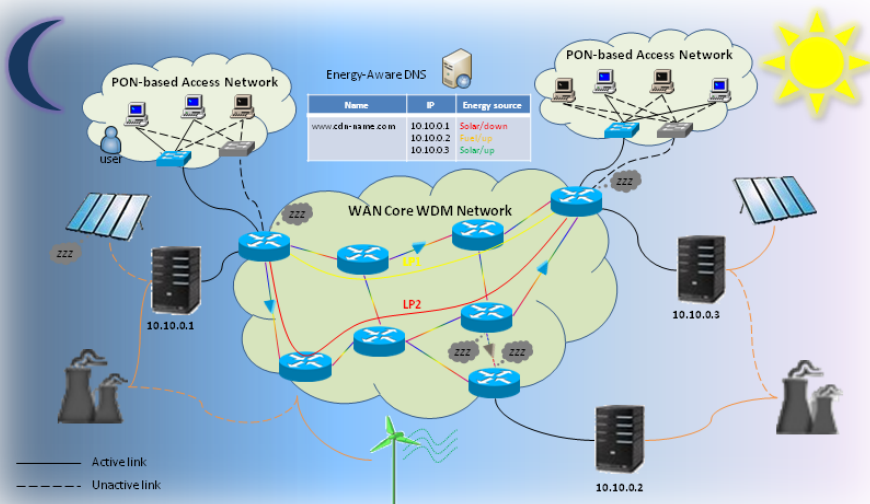 PON-based Access Network
user
Energy-Aware DNS
Name IP Energy source
www.cdn-name.com 10.10.0.1 Solar/down
10.10.0.2 Fuel/up
10.10.0.3 Solar/up
PON-based Access Network
zzz
zzz
WAN Core WDM Network
LP1
LP2
zzz
zzz
zzz
10.10.0.1
10.10.0.3
10.10.0.2
Active link
Unactive link